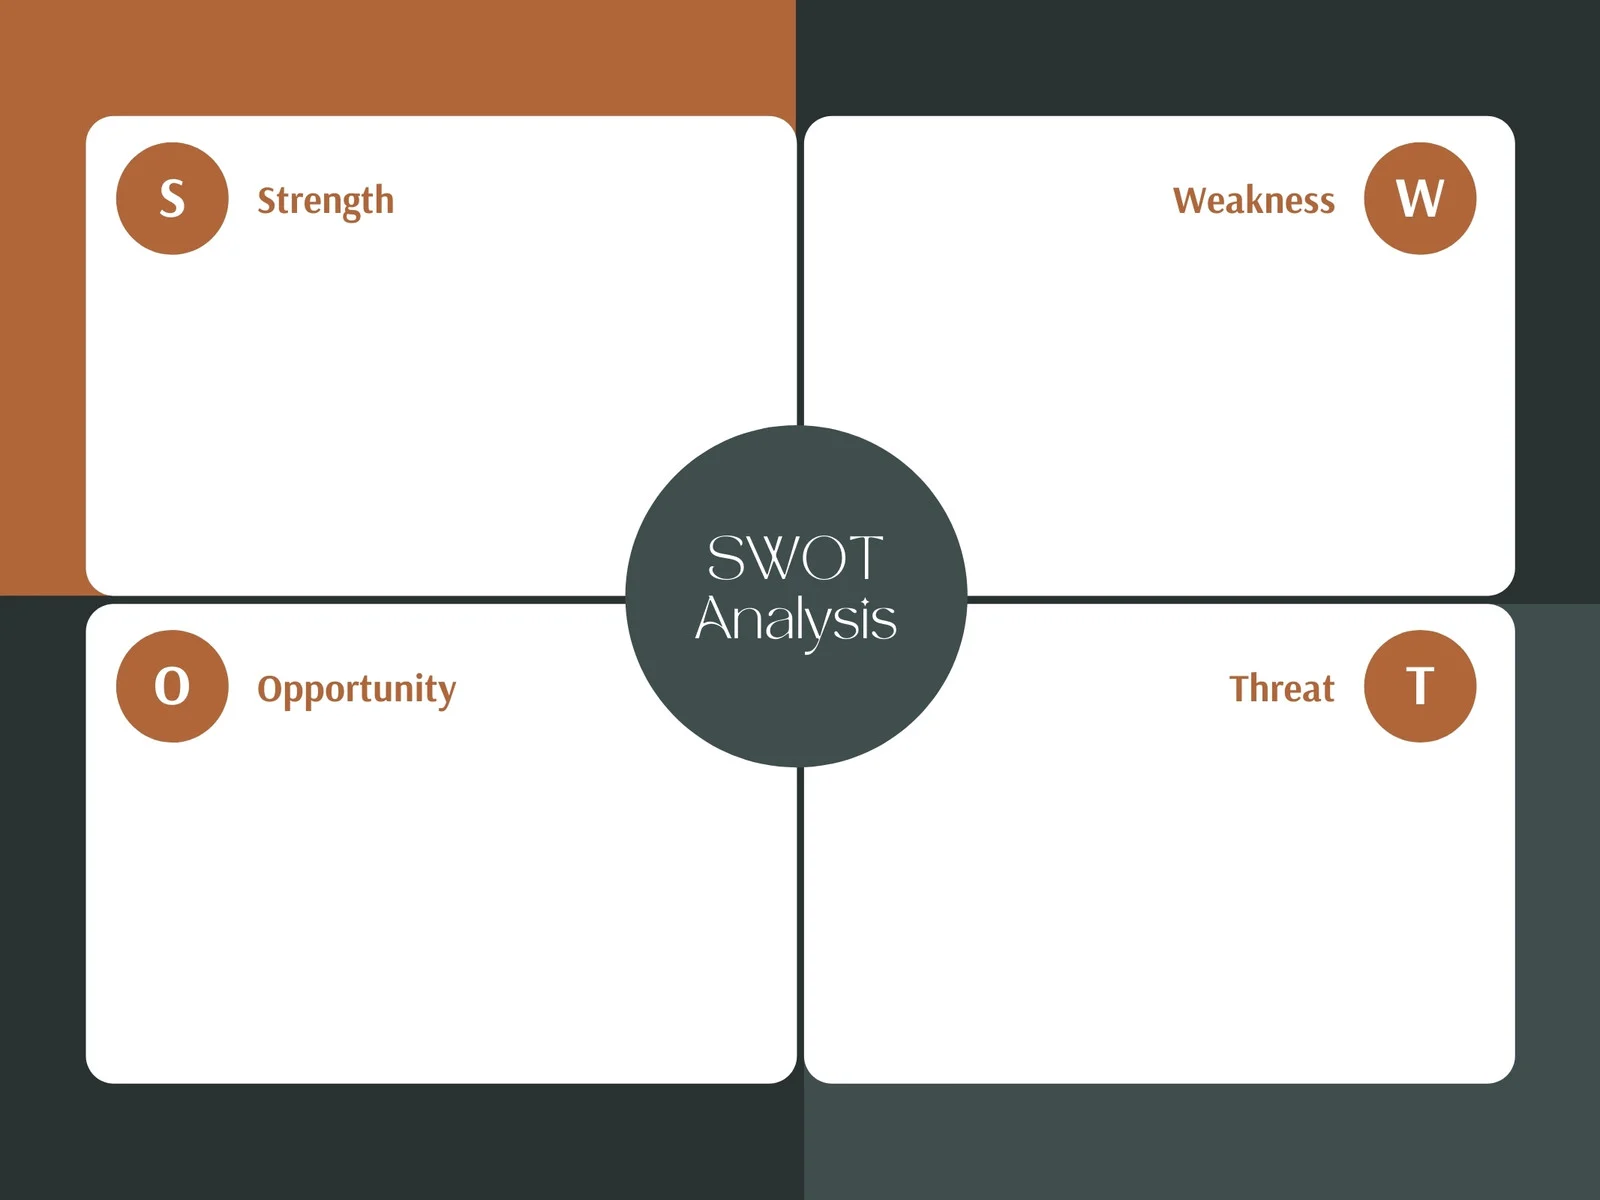 S
Strength
Weakness
W
SWOT
Analysis
O
Opportunity
Threat
T